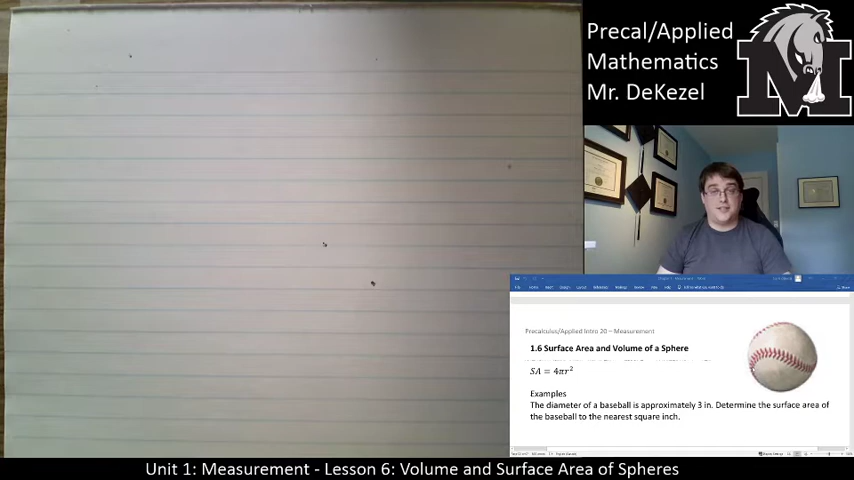 Precal/Applied
Mathematics
Mr. DeKezel
M
Precalculus/Applied Intro 20 – Measurement
1.6 Surface Area and Volume of a Sphere
SA = 4πr²
Examples
The diameter of a baseball is approximately 3 in. Determine the surface area of
the baseball to the nearest square inch.
Unit 1: Measurement - Lesson 6: Volume and Surface Area of Spheres